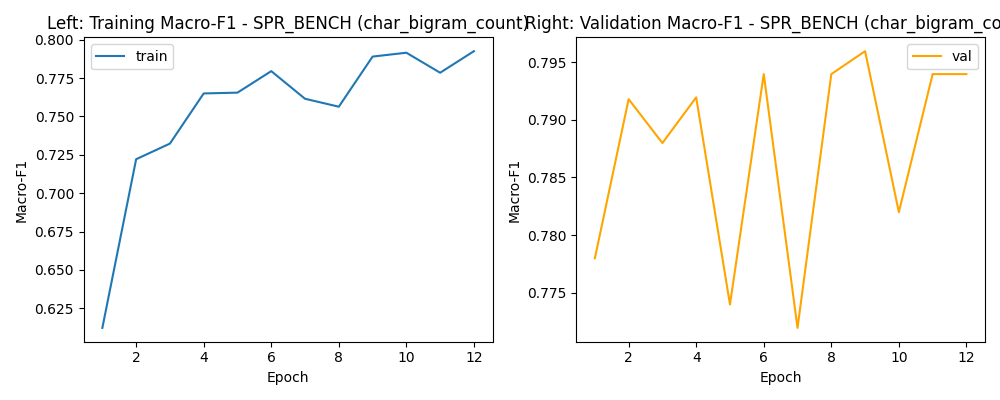 Left: Training Macro-F1 - SPR_BENCH (char_bigram_count)
Right: Validation Macro-F1 - SPR_BENCH (char_bigram_co
train
val
Macro-F1
0.800
0.775
0.750
0.725
0.700
0.675
0.650
0.625
2 4 6 8 10 12
Epoch
Macro-F1
0.795
0.790
0.785
0.780
0.775
2 4 6 8 10 12
Epoch